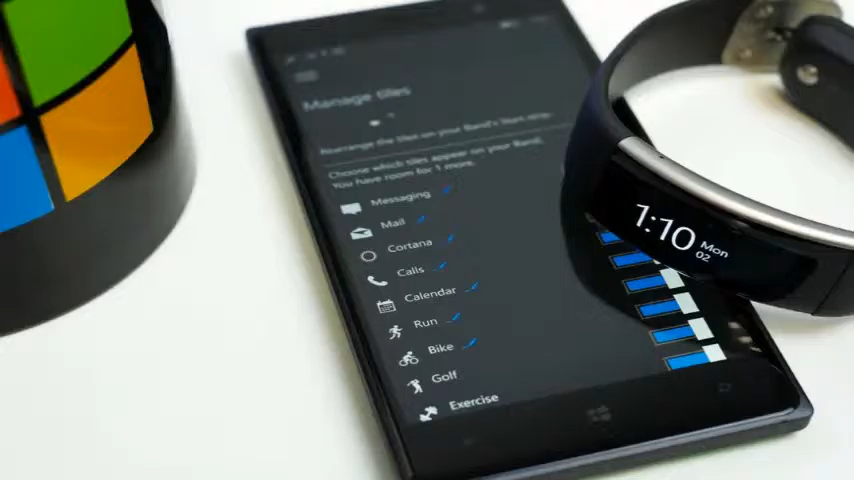 Manage tiles
Rearrange the tiles on your Band's Start strip.
Choose which tiles appear on your Band.
You have room for 1 more.
Messaging
Mail
Cortana
Calls
Calendar
Run
Bike
Golf
Exercise
1:10 Mon
02